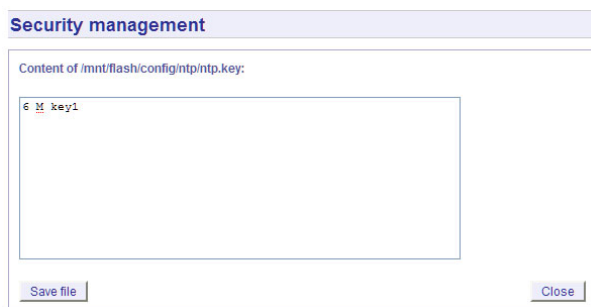 Security management
Content of /mnt/flash/config/ntp/ntp.key:
6 M key1
Save file
Close